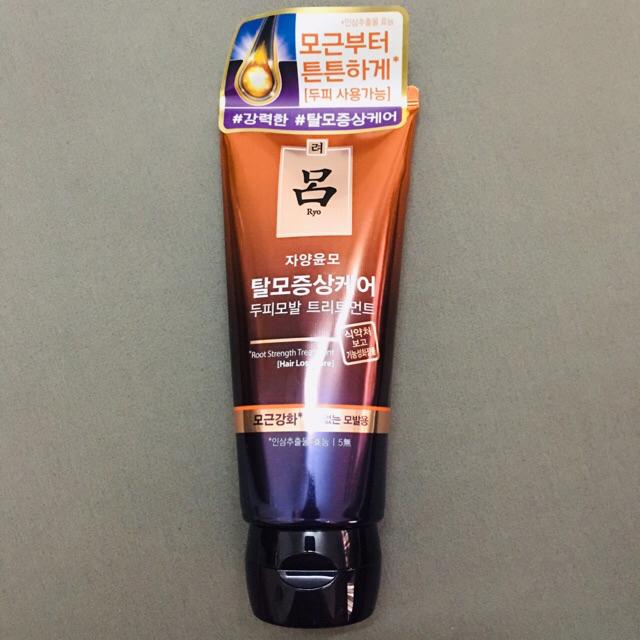 *인삼추출물 효능
모근부터
튼튼하게*
[두피 사용가능]
#강력한 #탈모증상케어
려
呂
Ryo
자양윤모
탈모증상케어
두피모발 트리트먼트
*Root Strength Treatment
[Hair Loss Care]
식약처
보고
기능성화장품
모근강화* 없는 모발용
*인삼추출물 효능 | 5無